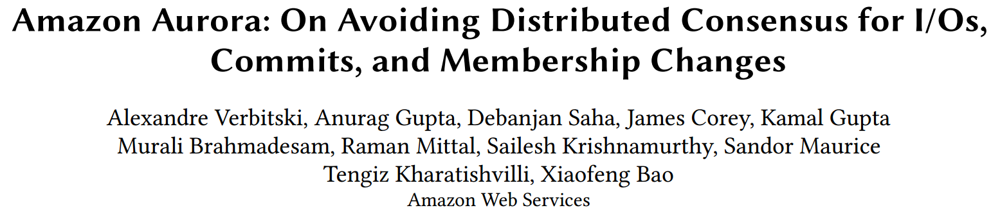 Amazon Aurora: On Avoiding Distributed Consensus for I/Os,
Commits, and Membership Changes
Alexandre Verbitski, Anurag Gupta, Debanjan Saha, James Corey, Kamal Gupta
Murali Brahmadesam, Raman Mittal, Sailesh Krishnamurthy, Sandor Maurice
Tengiz Kharatishvilli, Xiaofeng Bao
Amazon Web Services